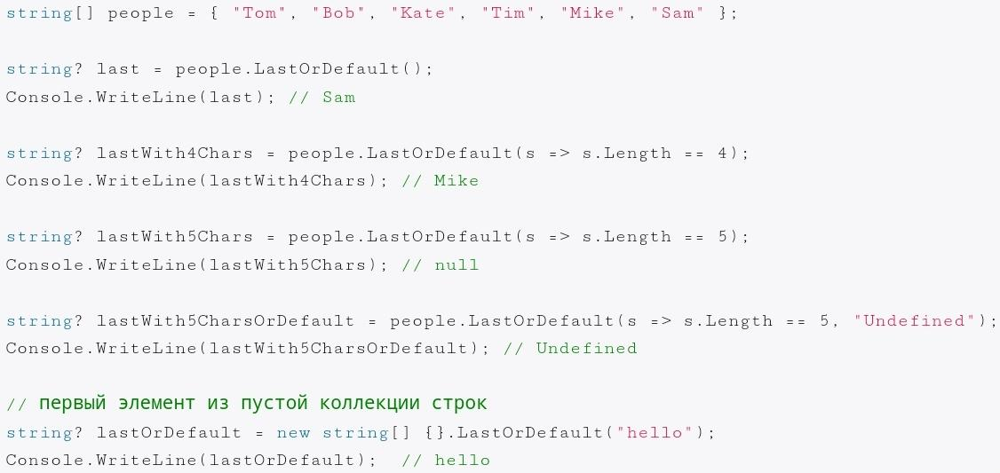 string[] people = { "Tom", "Bob", "Kate", "Tim", "Mike", "Sam" };
string? last = people.LastOrDefault();
Console.WriteLine(last); // Sam
string? lastWith4Chars = people.LastOrDefault(s => s.Length == 4);
Console.WriteLine(lastWith4Chars); // Mike
string? lastWith5Chars = people.LastOrDefault(s => s.Length == 5);
Console.WriteLine(lastWith5Chars); // null
string? lastWith5CharsOrDefault = people.LastOrDefault(s => s.Length == 5, "Undefined");
Console.WriteLine(lastWith5CharsOrDefault); // Undefined
// первый элемент из пустой коллекции строк
string? lastOrDefault = new string[] {}.LastOrDefault("hello");
Console.WriteLine(lastOrDefault);  // hello